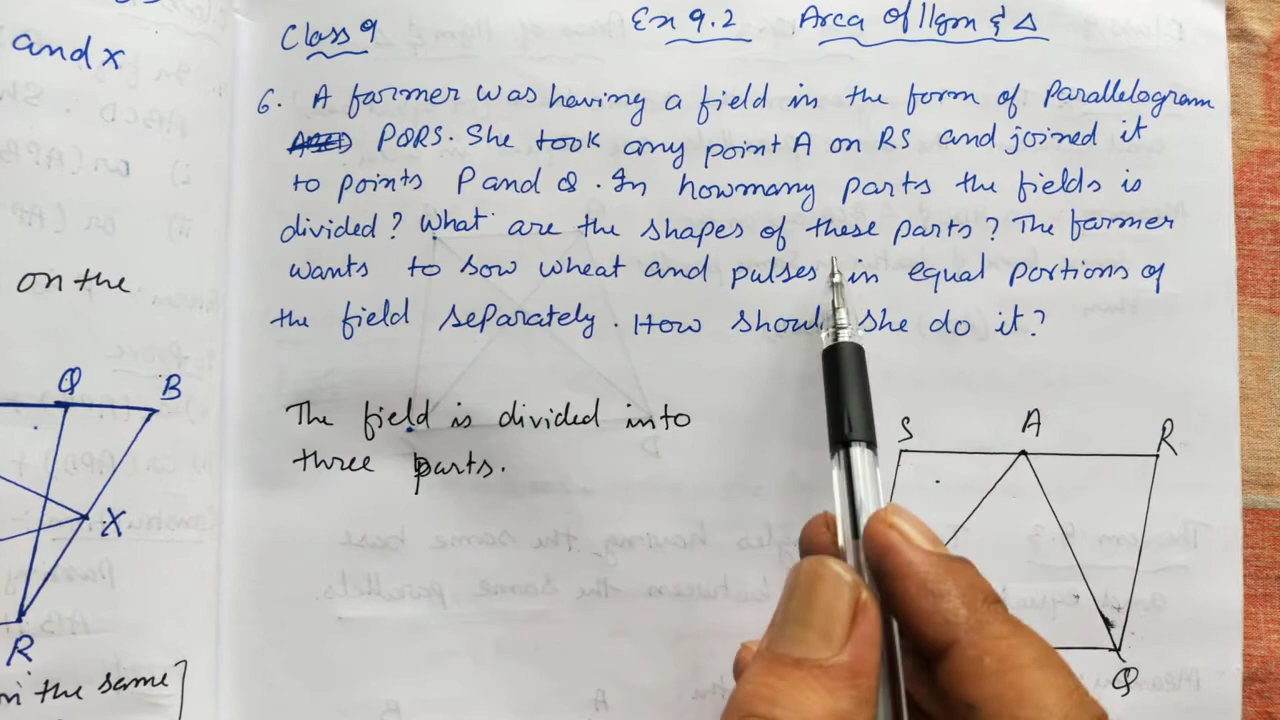 and x
on the
Q B
X
R
in the same]
Class 9 Ex 9.2 Area of llgm & Δ
6. A farmer was having a field in the form of Parallelogram
PQRS. She took any point A on RS and joined it
to points P and Q. In howmany parts the fields is
divided? What are the shapes of these parts? The farmer
wants to sow wheat and pulses in equal portions of
the field separately. How should she do it?
The field is divided into
three parts.
S A R
Q